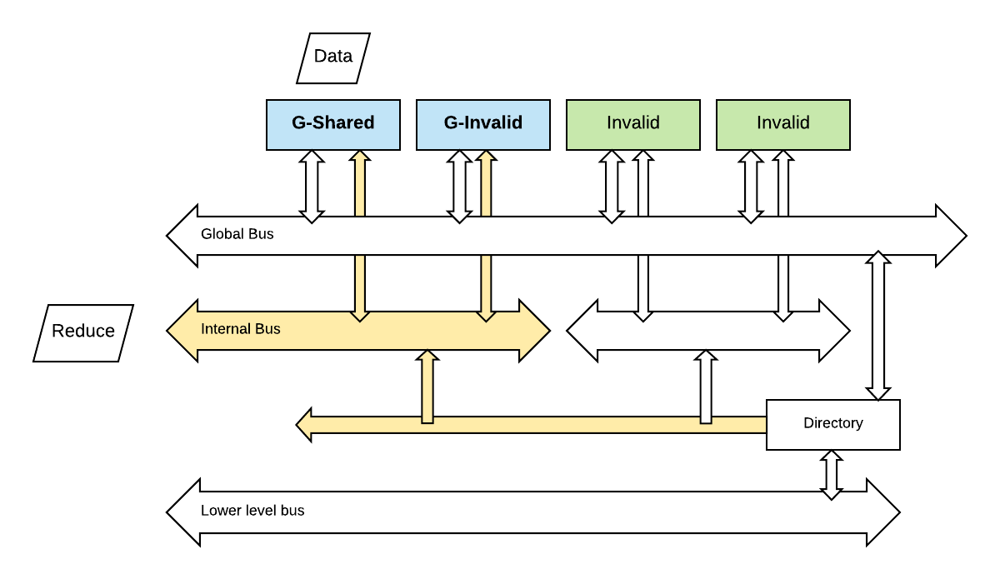 Data
G-Shared
G-Invalid
Invalid
Invalid
Global Bus
Reduce
Internal Bus
Directory
Lower level bus